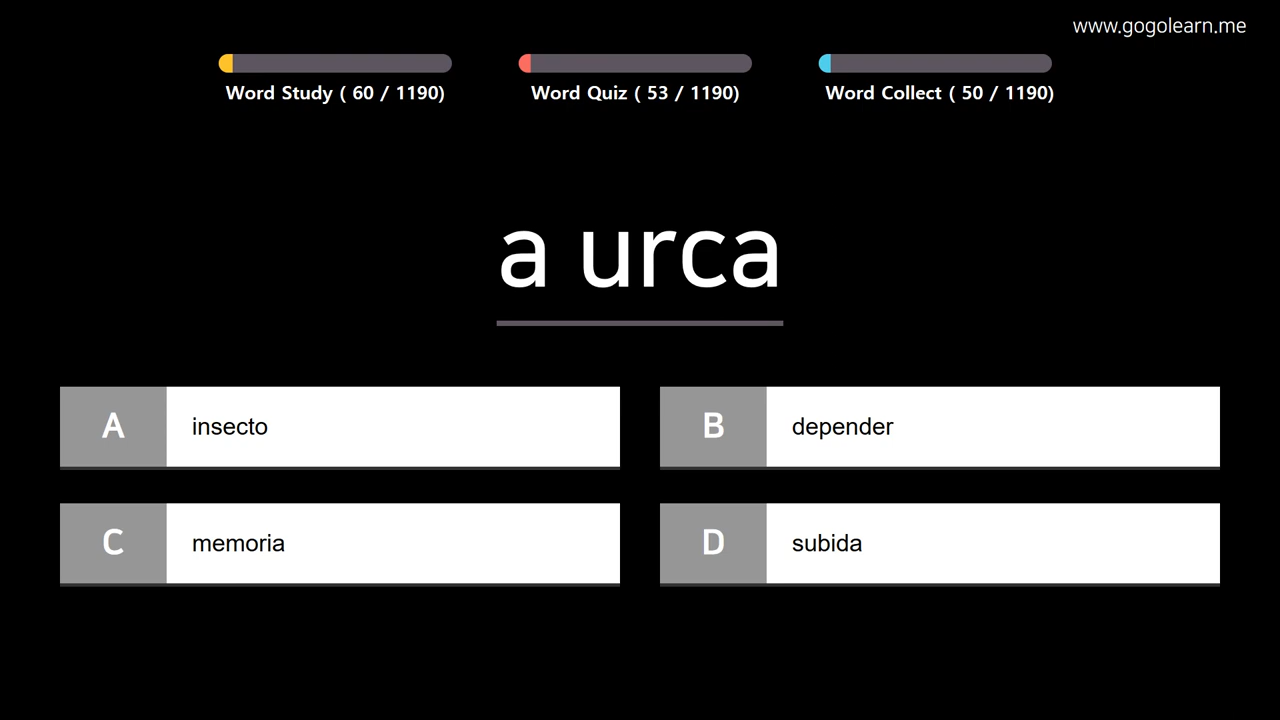 www.gogolearn.me
Word Study ( 60 / 1190)
Word Quiz ( 53 / 1190)
Word Collect ( 50 / 1190)
a urca
A insecto
B depender
C memoria
D subida